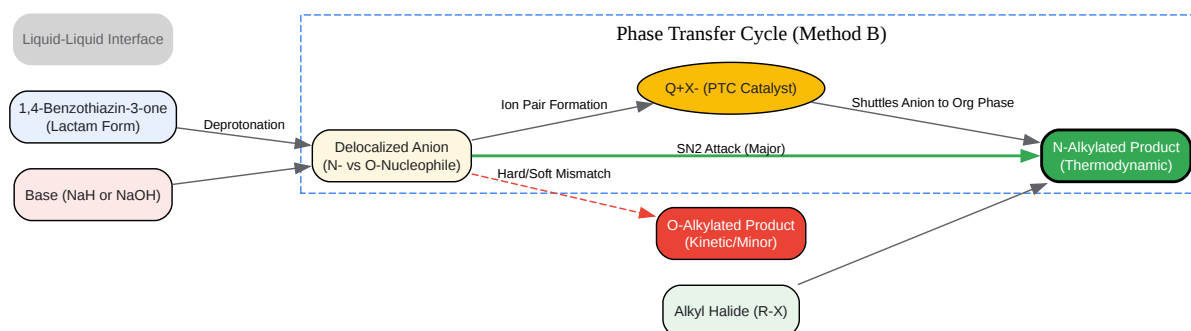 Liquid-Liquid Interface
Phase Transfer Cycle (Method B)
1,4-Benzothiazin-3-one
(Lactam Form)
Deprotonation
Base (NaH or NaOH)
Delocalized Anion
(N- vs O-Nucleophile)
Ion Pair Formation
Q+X- (PTC Catalyst)
Shuttles Anion to Org Phase
SN2 Attack (Major)
Hard/Soft Mismatch
N-Alkylated Product
(Thermodynamic)
O-Alkylated Product
(Kinetic/Minor)
Alkyl Halide (R-X)